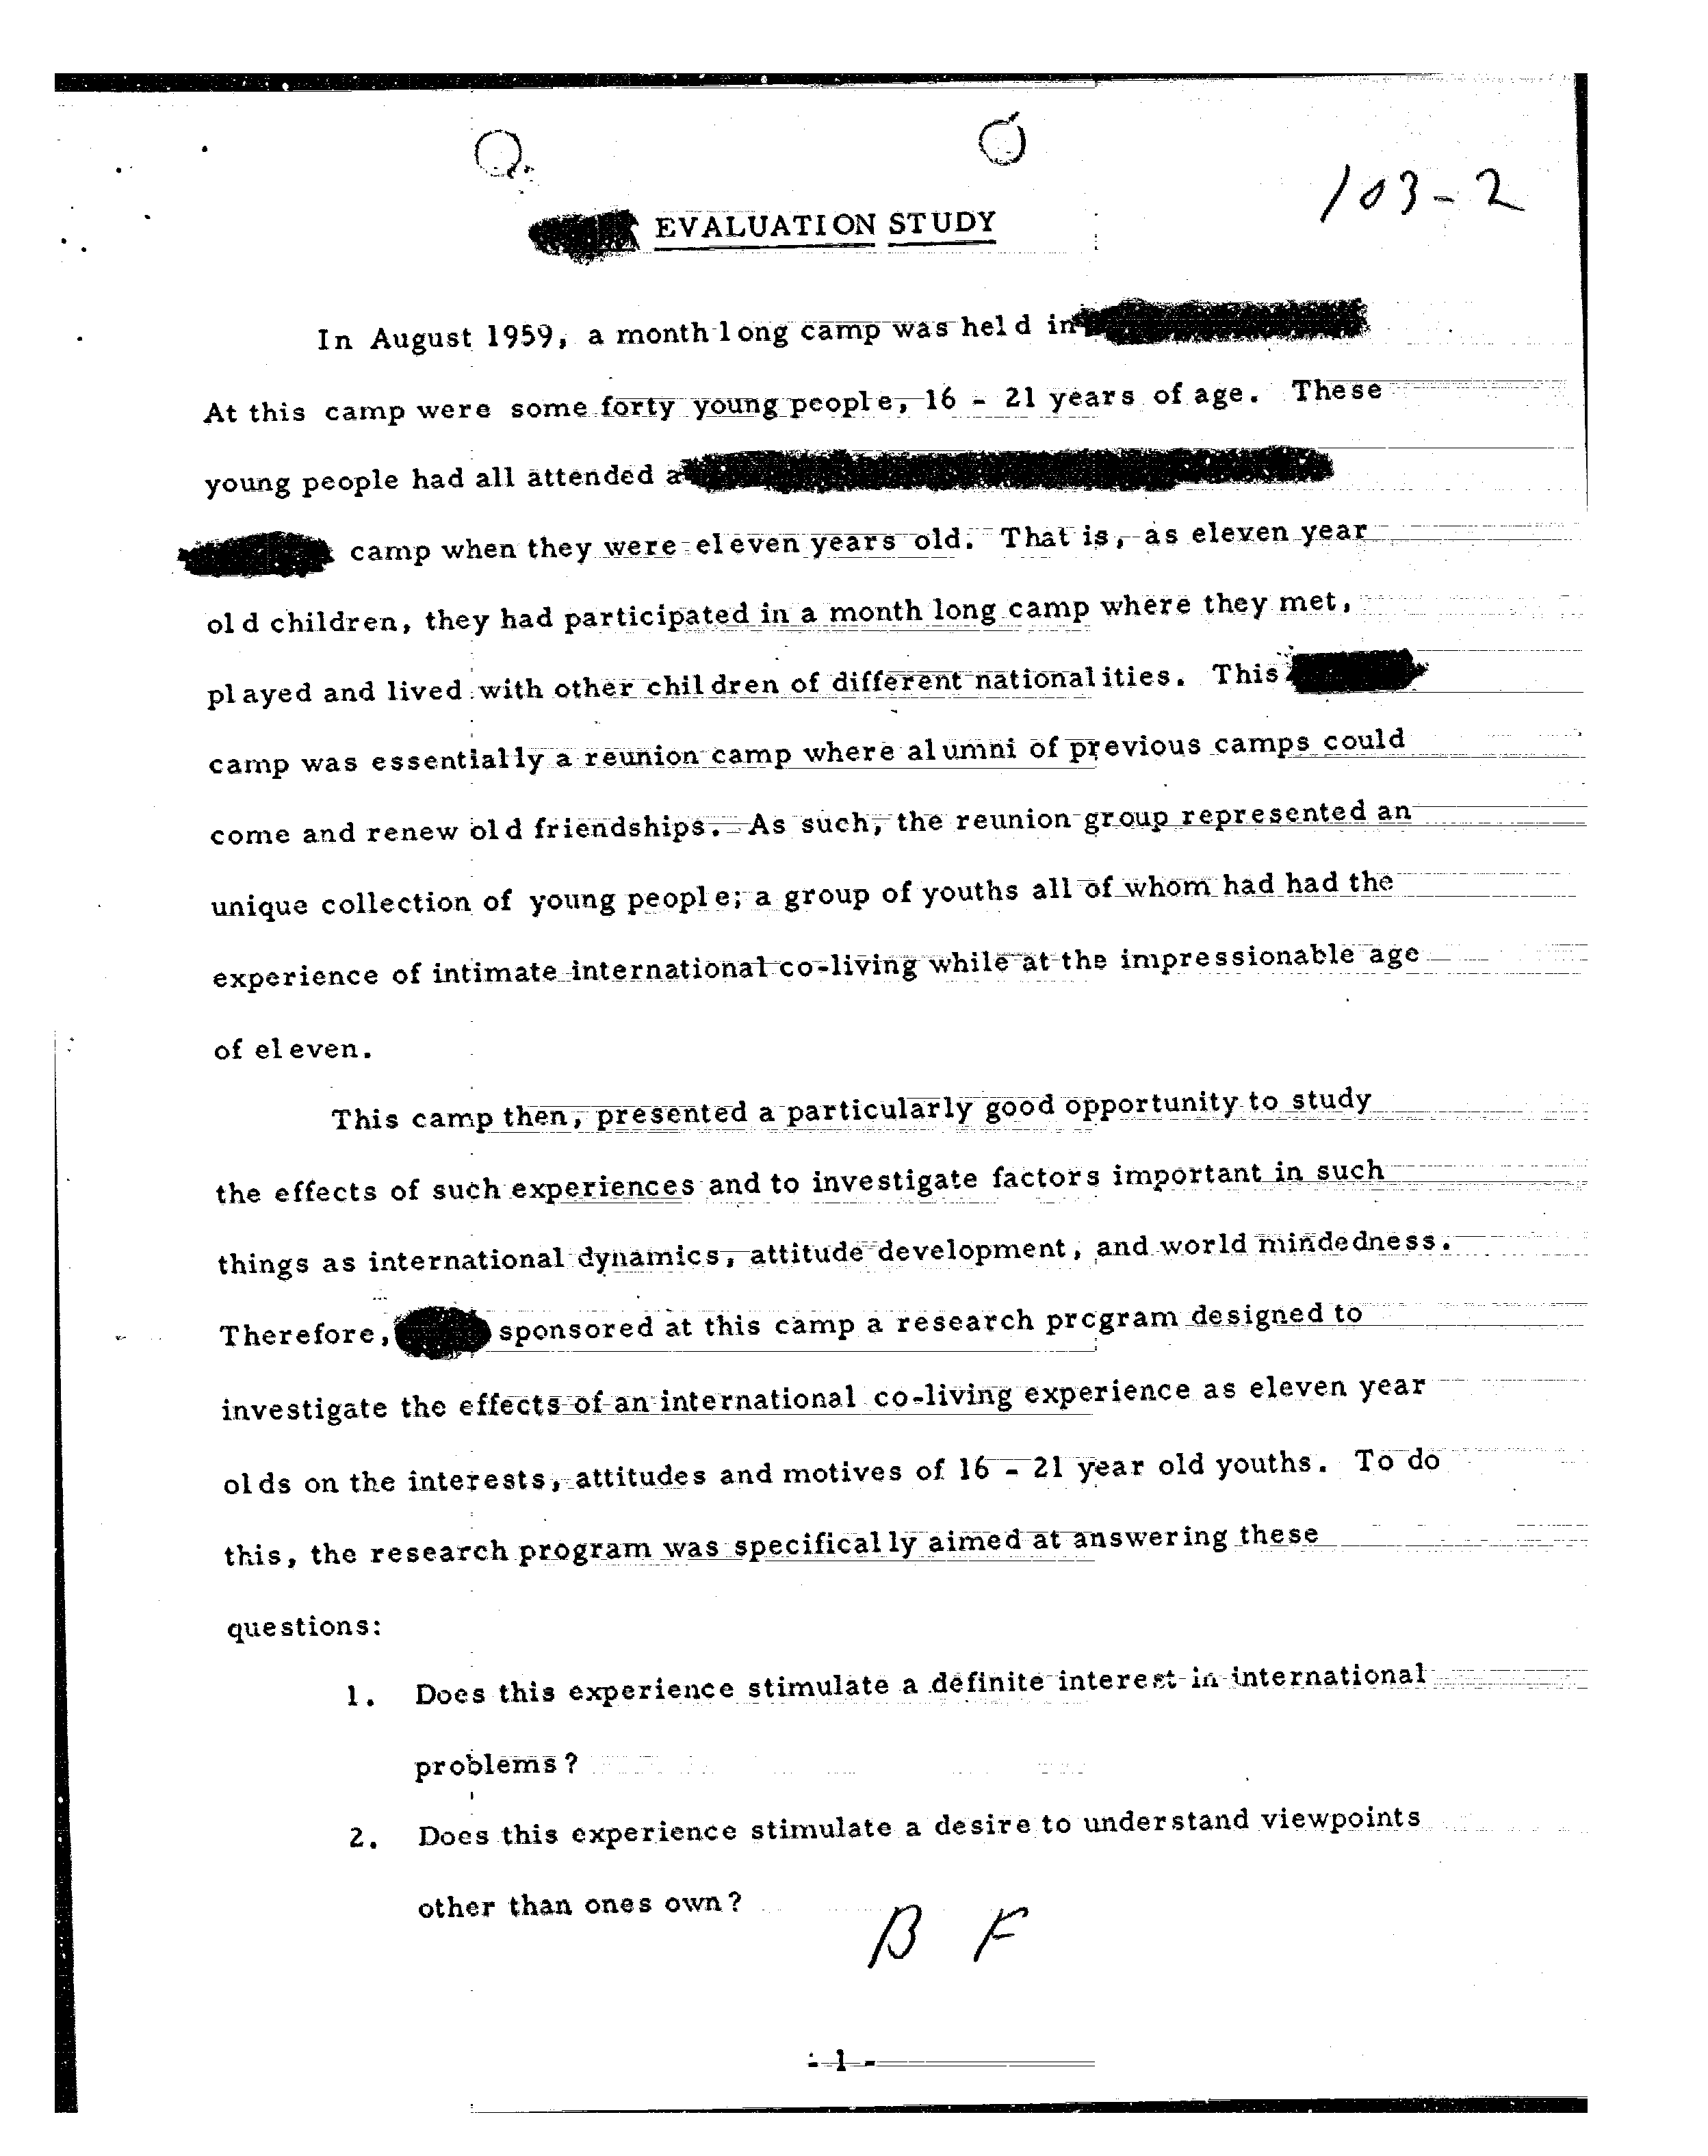 103-2
EVALUATION STUDY
In August 1959, a month long camp was held in
At this camp were some forty young people, 16 - 21 years of age. These
young people had all attended a
camp when they were eleven years old. That is, as eleven year
old children, they had participated in a month long camp where they met,
played and lived with other children of different nationalities. This
camp was essentially a reunion camp where alumni of previous camps could
come and renew old friendships. As such, the reunion group represented an
unique collection of young people; a group of youths all of whom had had the
experience of intimate international co-living while at the impressionable age
of eleven.
This camp then, presented a particularly good opportunity to study
the effects of such experiences and to investigate factors important in such
things as international dynamics, attitude development, and world mindedness.
Therefore, sponsored at this camp a research program designed to
investigate the effects of an international co-living experience as eleven year
olds on the interests, attitudes and motives of 16 - 21 year old youths. To do
this, the research program was specifically aimed at answering these
questions:
1. Does this experience stimulate a definite interest in international
problems?
2. Does this experience stimulate a desire to understand viewpoints
other than ones own?
B F
- 1 -